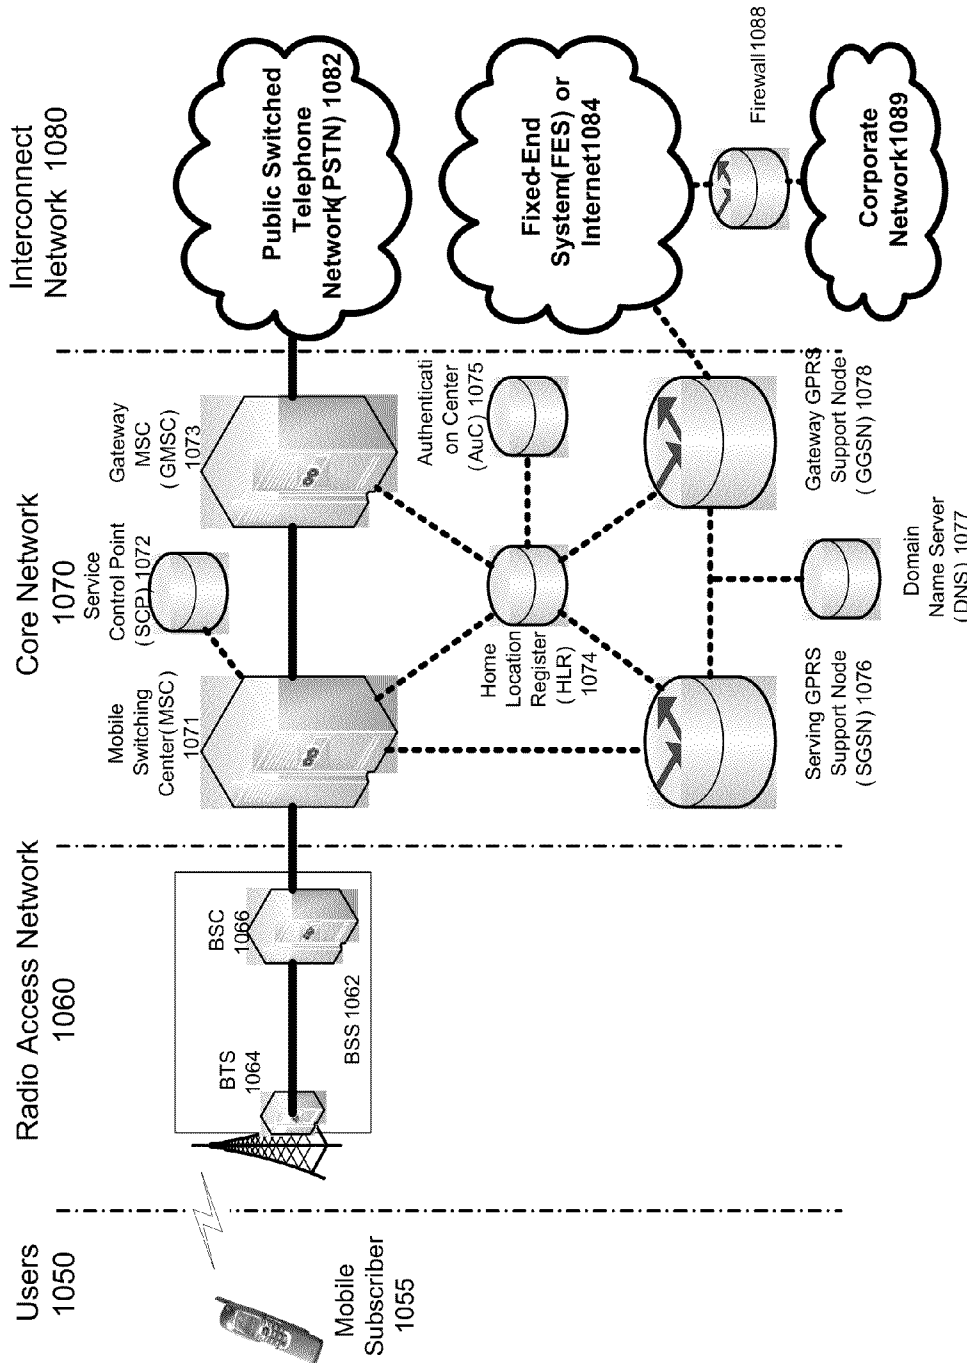 Users
1050
Radio Access Network
1060
Core Network
1070
Interconnect
Network 1080
Mobile
Subscriber
1055
BTS
1064
BSC
1066
BSS 1062
Mobile
Switching
Center(MSC)
1071
Service
Control Point
(SCP) 1072
Gateway
MSC
(GMSC)
1073
Public Switched
Telephone
Network(PSTN) 1082
Home
Location
Register
(HLR)
1074
Authenticati
on Center
(AuC) 1075
Fixed-End
System(FES) or
Internet1084
Firewall1088
Serving GPRS
Support Node
(SGSN) 1076
Domain
Name Server
(DNS) 1077
Gateway GPRS
Support Node
(GGSN) 1078
Corporate
Network1089